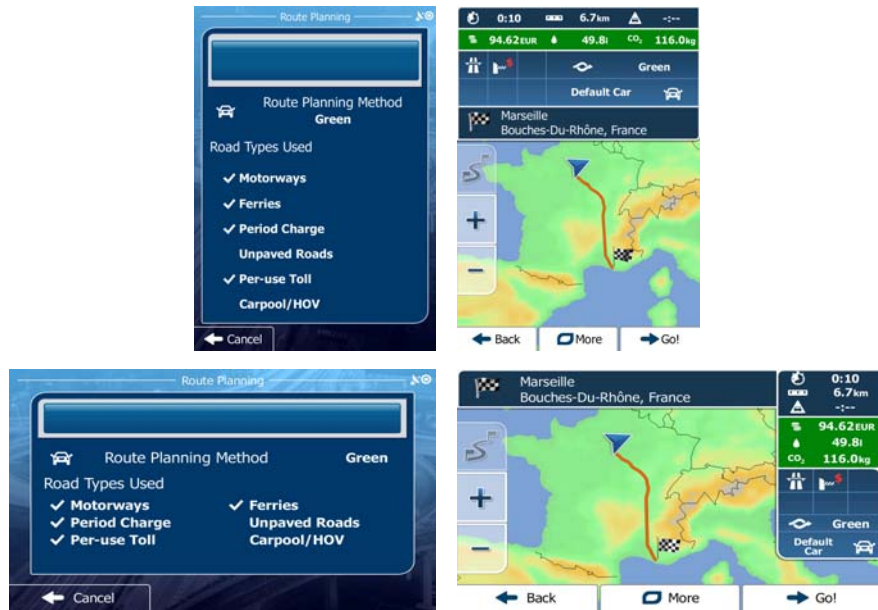 Route Planning
Route Planning Method
Green
Road Types Used
✓ Motorways
✓ Ferries
✓ Period Charge
Unpaved Roads
✓ Per-use Toll
Carpool/HOV
Cancel
0:10 6.7km -:--
94.62EUR 49.8l CO₂ 116.0kg
$ Green
Default Car
Marseille
Bouches-Du-Rhône, France
+
−
Back More Go!
Route Planning
Route Planning Method Green
Road Types Used
✓ Motorways ✓ Ferries
✓ Period Charge Unpaved Roads
✓ Per-use Toll Carpool/HOV
Cancel
Marseille
Bouches-Du-Rhône, France
0:10
6.7km
-:--
94.62EUR
49.8l
CO₂ 116.0kg
$
Green
Default
Car
+
−
Back More Go!